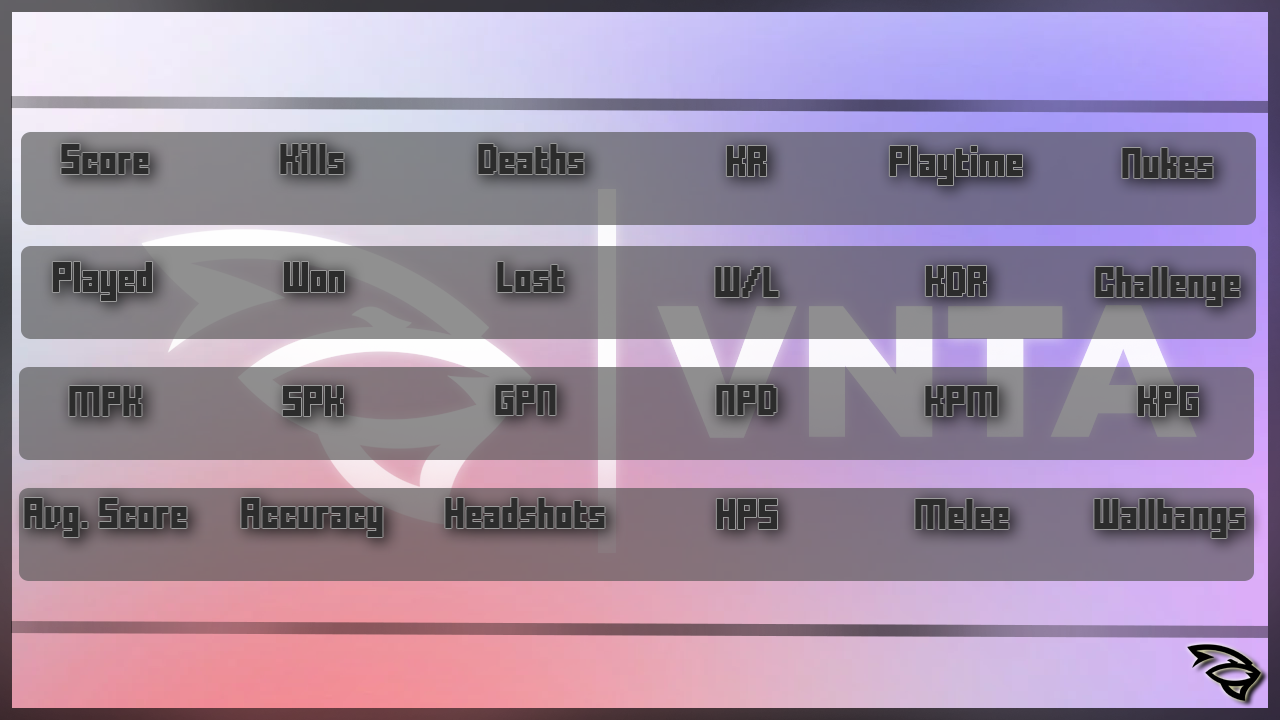 Score Kills Deaths KR Playtime Nukes
Played Won Lost W/L KDR Challenge
VNTA
MPK SPK GPN NPD KPM KPG
Avg. Score Accuracy Headshots HPS Melee Wallbangs